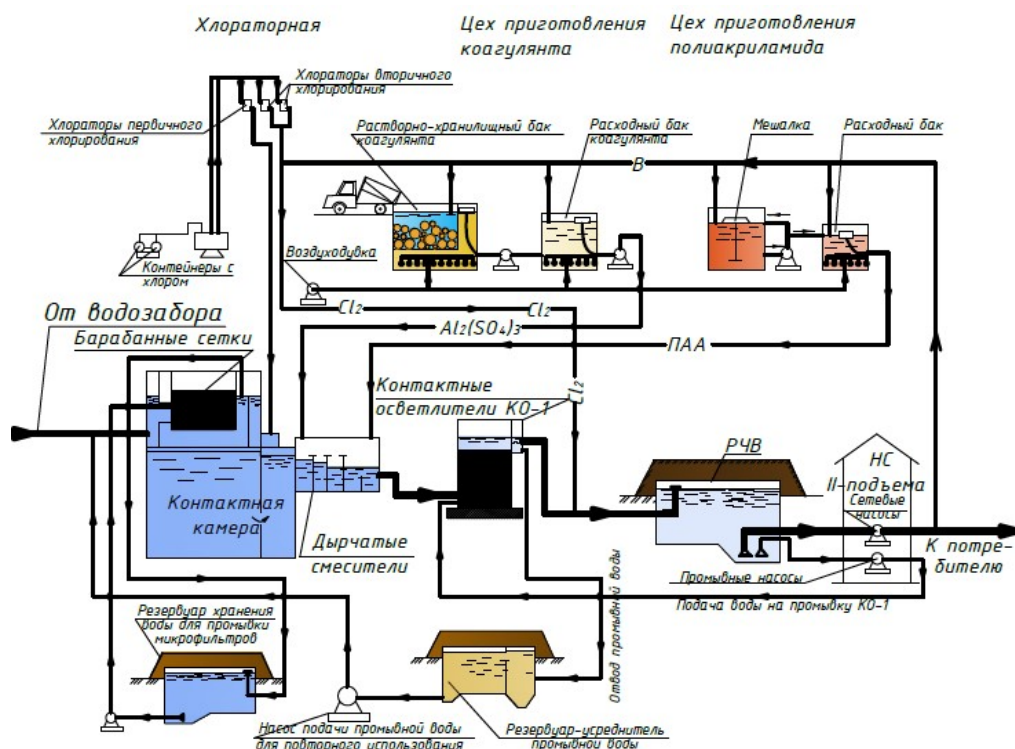 Хлораторная
Цех приготовления
коагулянта
Цех приготовления
полиакриламида
Хлораторы вторичного
хлорирования
Хлораторы первичного
хлорирования
Растворно-хранилищный бак
коагулянта
Расходный бак
коагулянта
Мешалка
Расходный бак
В
Контейнеры с
хлором
Воздуходувка
Cl2
Cl2
Al2(SO4)3
ПАА
От водозабора
Барабанные сетки
Контактные
осветлители КО-1
Cl2
Контактная
камера
Дырчатые
смесители
РЧВ
НС
II-подъема
Сетевые
насосы
К потре-
бителю
Промывные насосы
Подача воды на промывку КО-1
Отвод промывной воды
Резервуар хранения
воды для промывки
микрофильтров
Насос подачи промывной воды
для повторного использования
Резервуар-усреднитель
промывной воды